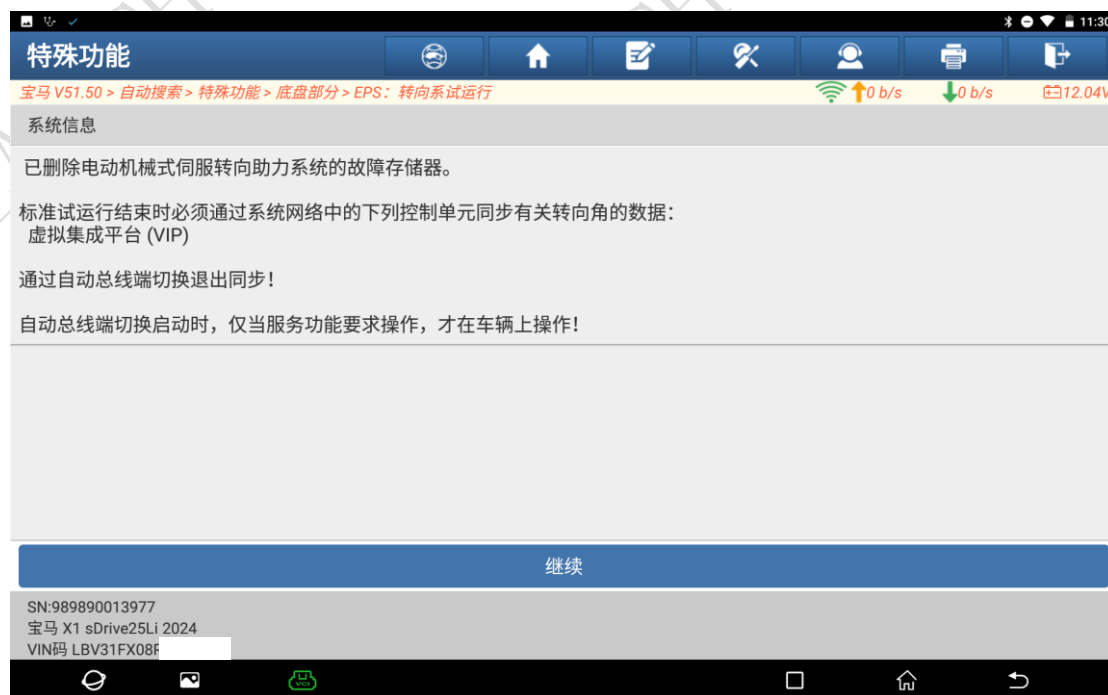 11:30
特殊功能
宝马 V51.50 > 自动搜索 > 特殊功能 > 底盘部分 > EPS：转向系试运行
0 b/s
0 b/s
12.04V
系统信息
已删除电动机械式伺服转向助力系统的故障存储器。
标准试运行结束时必须通过系统网络中的下列控制单元同步有关转向角的数据：
虚拟集成平台 (VIP)
通过自动总线端切换退出同步！
自动总线端切换启动时，仅当服务功能要求操作，才在车辆上操作！
继续
SN:989890013977
宝马 X1 sDrive25Li 2024
VIN码 LBV31FX08
VCI